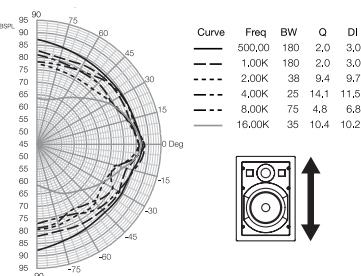 95 90
90 75
BSPL
85
80 60
75 45
70
65 30
60
55 15
50
45 0 Deg
50
55 -15
60
65 -30
70
75 -45
80
85 -60
90
95 -75
-90
Curve Freq BW Q DI
500.00 180 2.0 3.0
1.00K 180 2.0 3.0
2.00K 38 9.4 9.7
4.00K 25 14.1 11.5
8.00K 75 4.8 6.8
16.00K 35 10.4 10.2